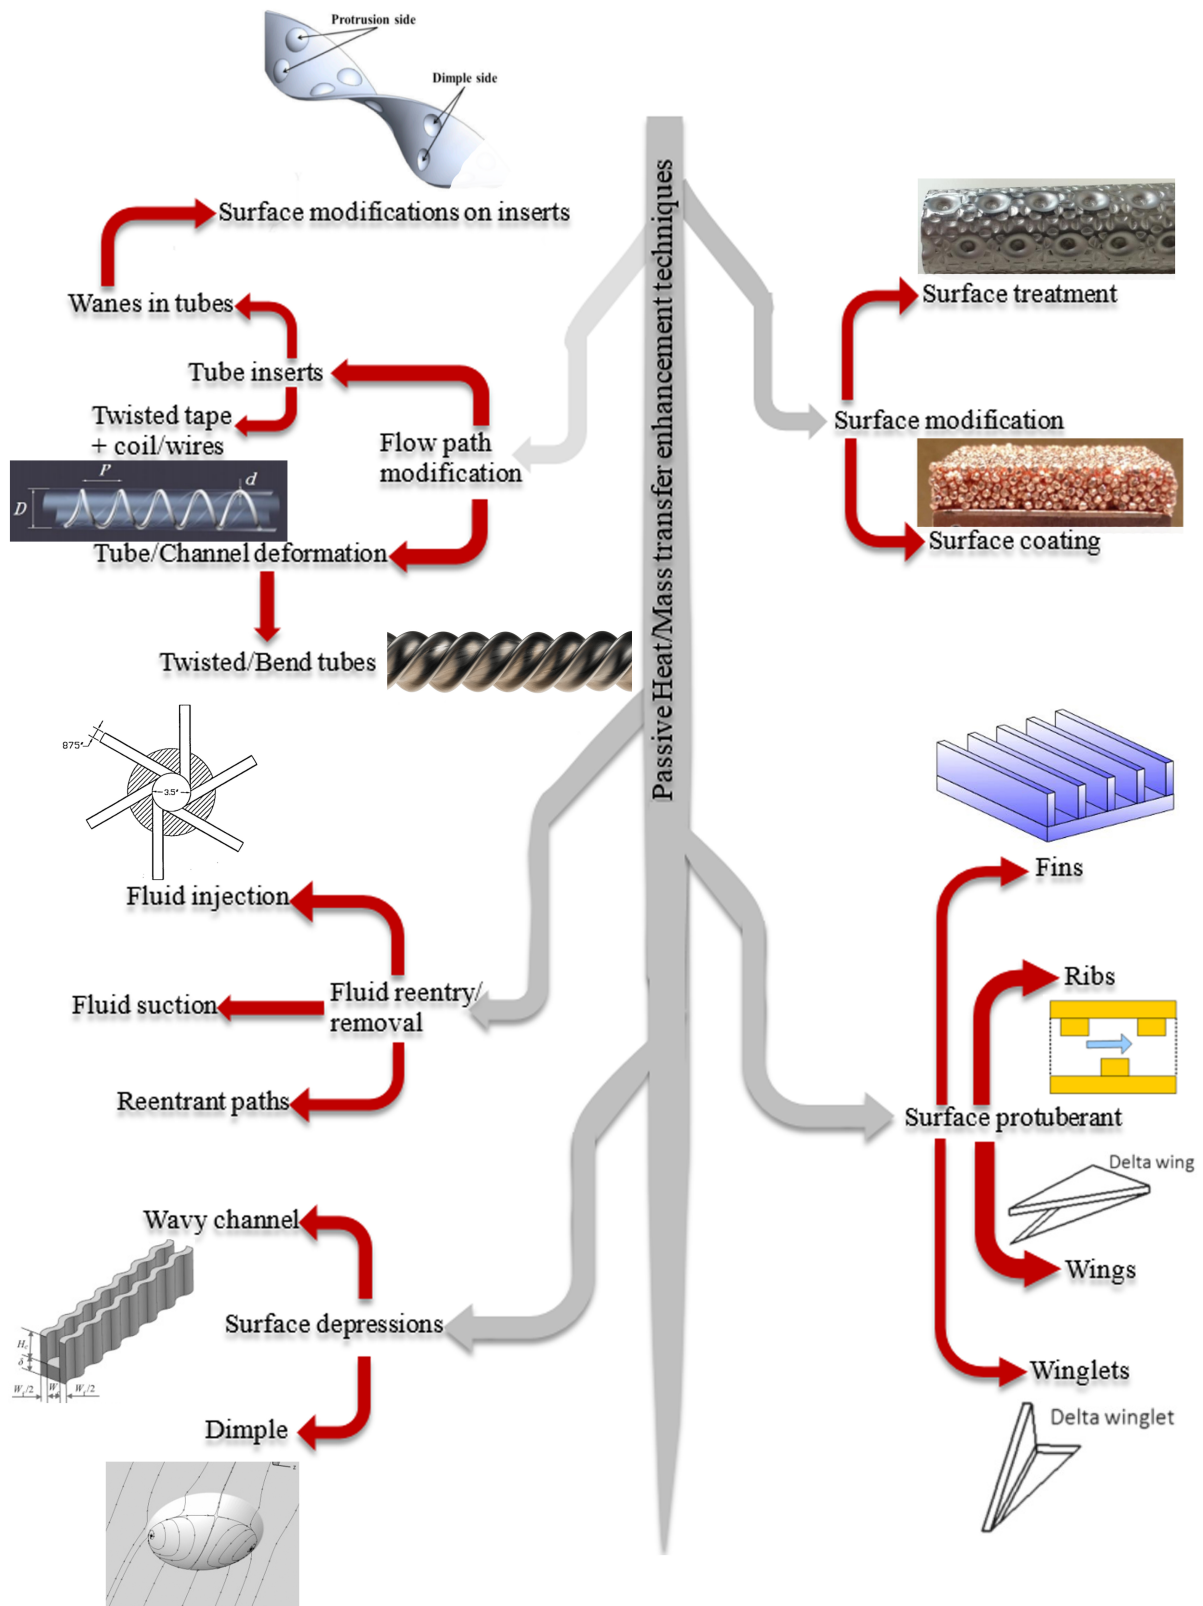 Protrusion side
Dimple side
Surface modifications on inserts
Wanes in tubes
Tube inserts
Twisted tape
+ coil/wires
P
d
D
Flow path
modification
Tube/Channel deformation
Twisted/Bend tubes
Passive Heat/Mass transfer enhancement techniques
Surface treatment
Surface modification
Surface coating
.875"
3.5"
Fluid injection
Fluid suction
Fluid reentry/
removal
Reentrant paths
Fins
Ribs
Surface protuberant
Delta wing
Wings
Winglets
Delta winglet
Wavy channel
Surface depressions
δ
W
Dimple